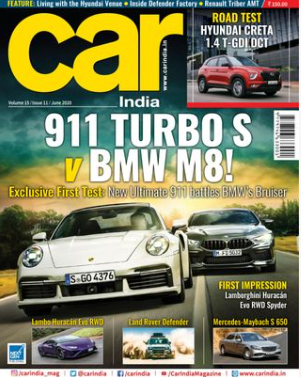 FEATURE: Living with the Hyundai Venue • Inside Defender Factory • Renault Triber AMT
₹ 150.00
car
www.carindia.in
India
Volume 15 / Issue 11 / June 2020
ROAD TEST
HYUNDAI CRETA
1.4 T-GDI DCT
911 TURBO S
v BMW M8!
Exclusive First Test: New Ultimate 911 battles BMW's Bruiser
S•GO 4376
FIRST IMPRESSION
Lamborghini Huracán
Evo RWD Spyder
Lambo Huracán Evo RWD
Land Rover Defender
Mercedes-Maybach S 650
/carindia_mag
@carindia
/carindia
/CarIndiaMagazine
www.carindia.in